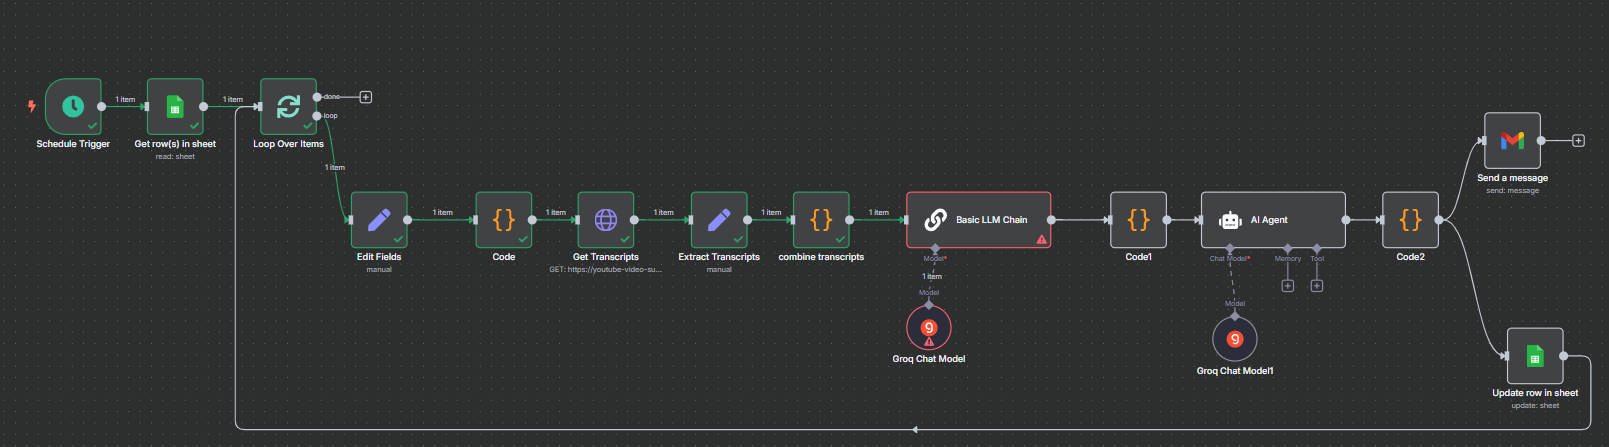 1 item
1 item
done
loop
Schedule Trigger
Get row(s) in sheet
read: sheet
Loop Over Items
1 item
Send a message
send: message
1 item
1 item
1 item
1 item
1 item
Basic LLM Chain
AI Agent
Edit Fields
manual
Code
Get Transcripts
GET: https://youtube-video-su...
Extract Transcripts
manual
combine transcripts
Model*
Code1
Chat Model*
Memory
Tool
Code2
1 item
Model
Model
Groq Chat Model
Groq Chat Model1
Update row in sheet
update: sheet